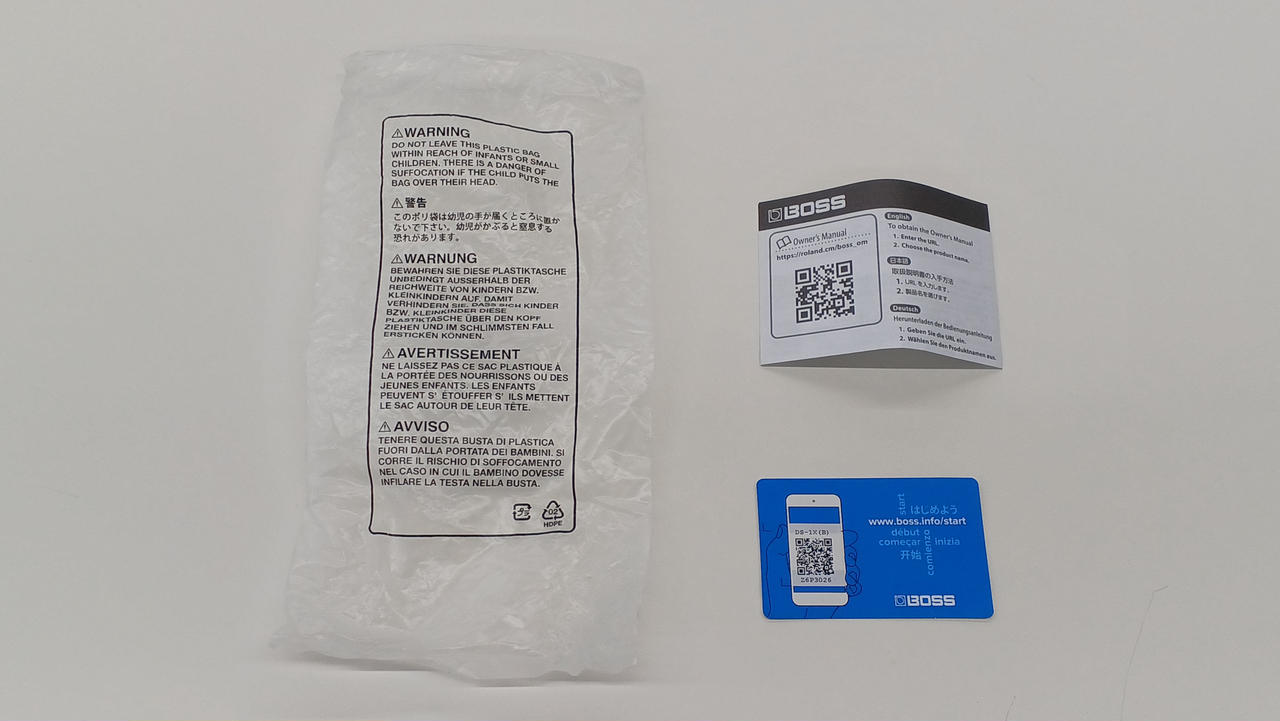 ⚠WARNING
DO NOT LEAVE THIS PLASTIC BAG
WITHIN REACH OF INFANTS OR SMALL
CHILDREN. THERE IS A DANGER OF
SUFFOCATION IF THE CHILD PUTS THE
BAG OVER THEIR HEAD.
⚠警告
このポリ袋は幼児の手が届くところに置か
ないで下さい。幼児がかぶると窒息する
恐れがあります。
⚠WARNUNG
BEWAHREN SIE DIESE PLASTIKTASCHE
UNBEDINGT AUSSERHALB DER
REICHWEITE VON KINDERN BZW.
KLEINKINDERN AUF, DAMIT
VERHINDERN SIE, DASS SICH KINDER
BZW. KLEINKINDER DIESE
PLASTIKTASCHE ÜBER DEN KOPF
ZIEHEN UND IM SCHLIMMSTEN FALL
ERSTICKEN KÖNNEN.
⚠AVERTISSEMENT
NE LAISSEZ PAS CE SAC PLASTIQUE À
LA PORTÉE DES NOURRISSONS OU DES
JEUNES ENFANTS. LES ENFANTS
PEUVENT S' ÉTOUFFER S' ILS METTENT
LE SAC AUTOUR DE LEUR TÊTE.
⚠AVVISO
TENERE QUESTA BUSTA DI PLASTICA
FUORI DALLA PORTATA DEI BAMBINI. SI
CORRE IL RISCHIO DI SOFFOCAMENTO
NEL CASO IN CUI IL BAMBINO DOVESSE
INFILARE LA TESTA NELLA BUSTA.
プラ
02
HDPE
BOSS
Owner's Manual
https://roland.cm/boss_om
English
To obtain the Owner's Manual
1. Enter the URL.
2. Choose the product name.
日本語
取扱説明書の入手方法
1. URL を入力します。
2. 製品名を選びます。
Deutsch
Herunterladen der Bedienungsanleitung
1. Geben Sie die URL ein.
2. Wählen Sie den Produktnamen aus.
DS-1X(B)
Z6P3026
start
はじめよう
www.boss.info/start
début
começar
comienzo
inizia
开始
BOSS